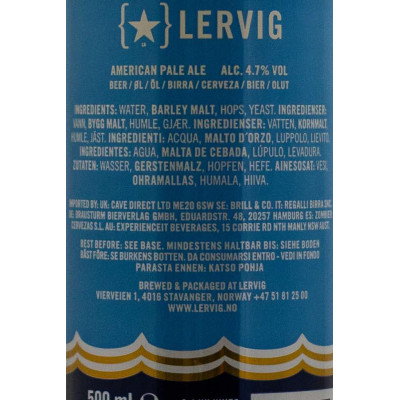 LERVIG
AMERICAN PALE ALE ALC. 4.7% VOL
BEER / ØL / ÖL / BIRRA / CERVEZA / BIER / OLUT
INGREDIENTS: WATER, BARLEY MALT, HOPS, YEAST. INGREDIENSER:
VANN, BYGG MALT, HUMLE, GJÆR. INGREDIENSER: VATTEN, KORNMALT,
HUMLE, JÄST. INGREDIENTI: ACQUA, MALTO D'ORZO, LUPPOLO, LIEVITO.
INGREDIENTES: AGUA, MALTA DE CEBADA, LÚPULO, LEVADURA.
ZUTATEN: WASSER, GERSTENMALZ, HOPFEN, HEFE. AINESOSAT: VESI,
OHRAMALLAS, HUMALA, HIIVA.
IMPORTED BY: UK: CAVE DIRECT LTD ME20 6SW SE: BRILL & CO. IT: REGALLI BIRRA
DE: DRAUSTURM BIERVERLAG GMBH, EDUARDSTR. 48, 20257 HAMBURG ES: ZOMBIER
CERVEZAS S.L. AU: EXPERIENCEIT BEVERAGES, 15 CORRIE RD NTH MANLY NSW AUST
BEST BEFORE: SEE BASE. MINDESTENS HALTBAR BIS: SIEHE BODEN
BÄST FÖRE: SE BURKENS BOTTEN. DA CONSUMARSI ENTRO - VEDI IN FONDO
PARASTA ENNEN: KATSO POHJA
BREWED & PACKAGED AT LERVIG
VIERVEIEN 1, 4016 STAVANGER, NORWAY +47 51 81 25 00
WWW.LERVIG.NO
500 ml